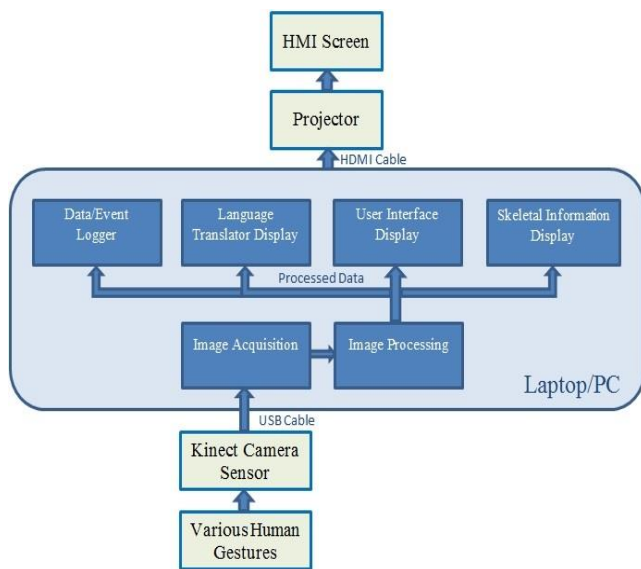 HMI Screen
Projector
HDMI Cable
Data/Event
Logger
Language
Translator Display
User Interface
Display
Skeletal Information
Display
Processed Data
Image Acquisition
Image Processing
Laptop/PC
USB Cable
Kinect Camera
Sensor
Various Human
Gestures